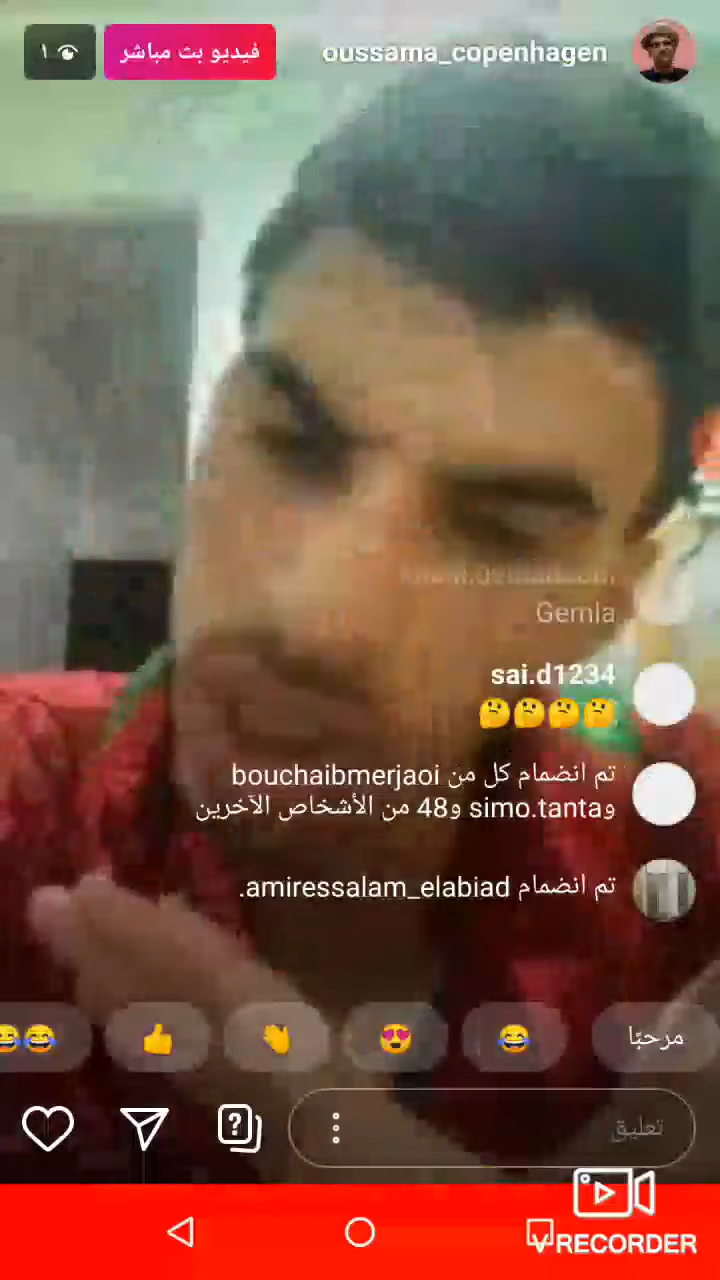 oussama_copenhagen
فيديو بث مباشر
١
Gemla
sai.d1234
🤔🤔🤔🤔
تم انضمام كل من bouchaibmerjaoi
وsimo.tanta و48 من الأشخاص الآخرين
تم انضمام amiressalam_elabiad.
مرحبًا
تعليق
VRECORDER